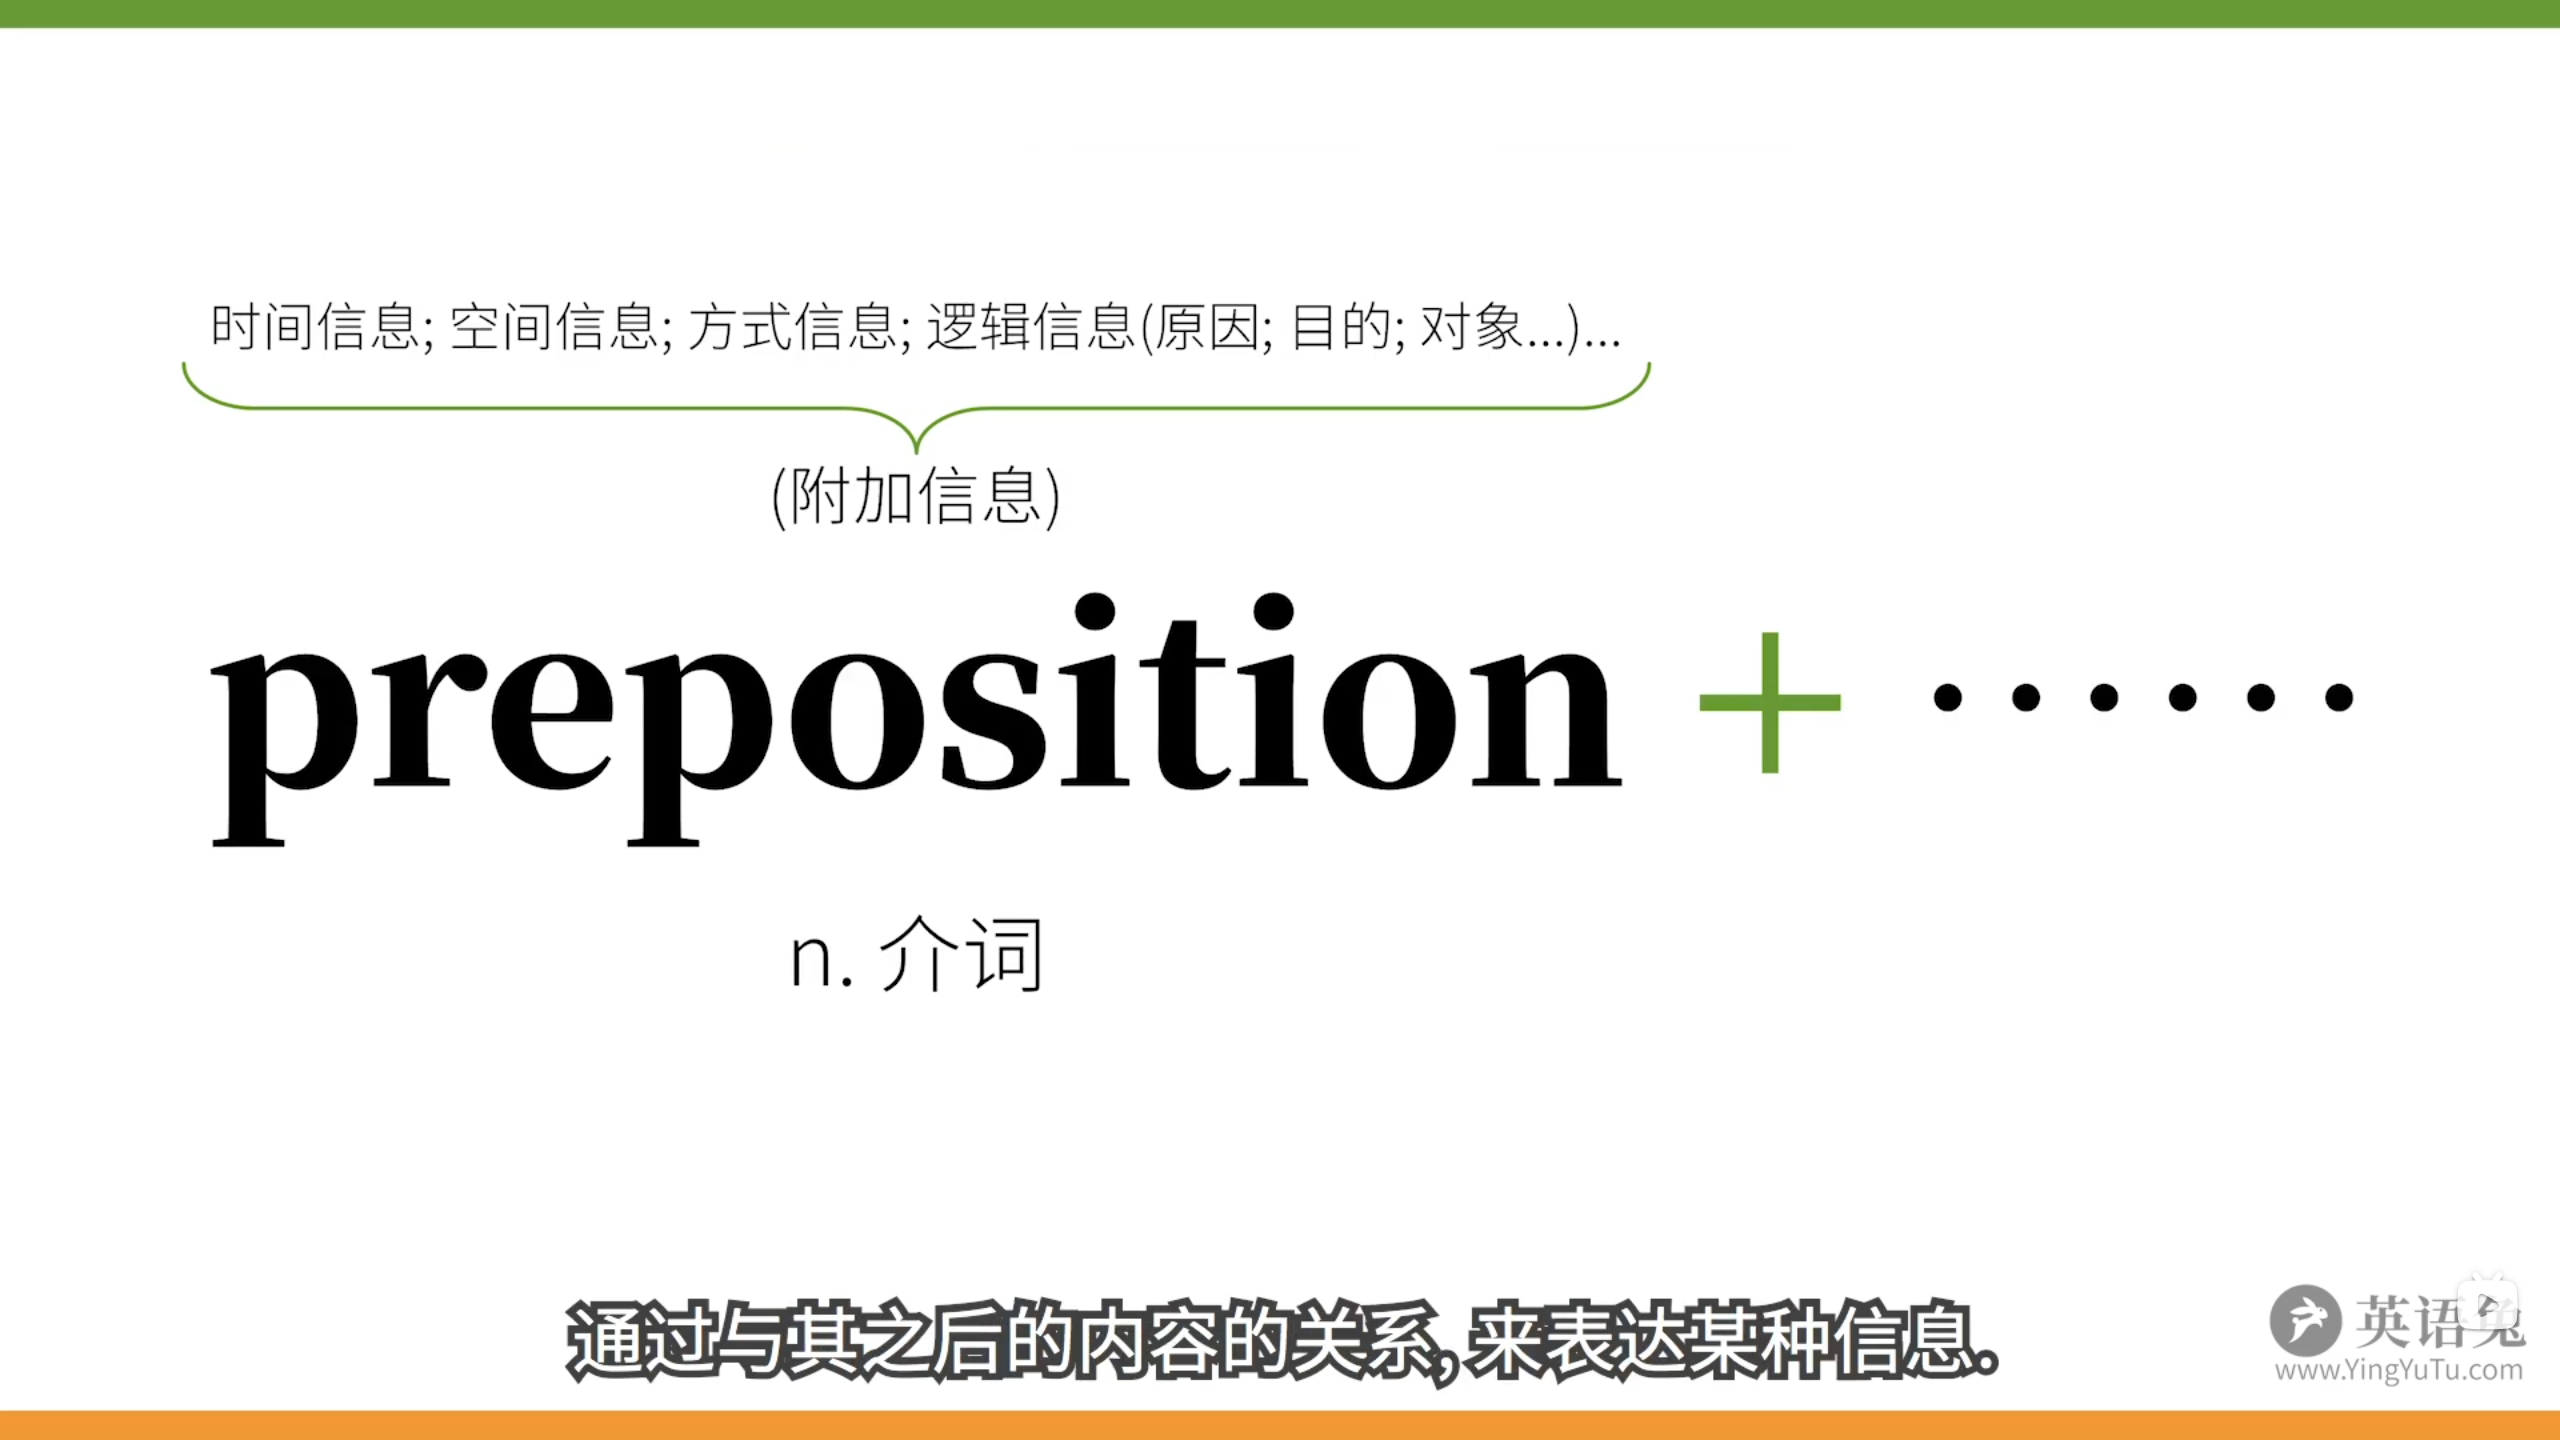 时间信息; 空间信息; 方式信息; 逻辑信息(原因; 目的; 对象...)...
(附加信息)
preposition + ······
n. 介词
通过与其之后的内容的关系, 来表达某种信息.
英语兔
www.YingYuTu.com